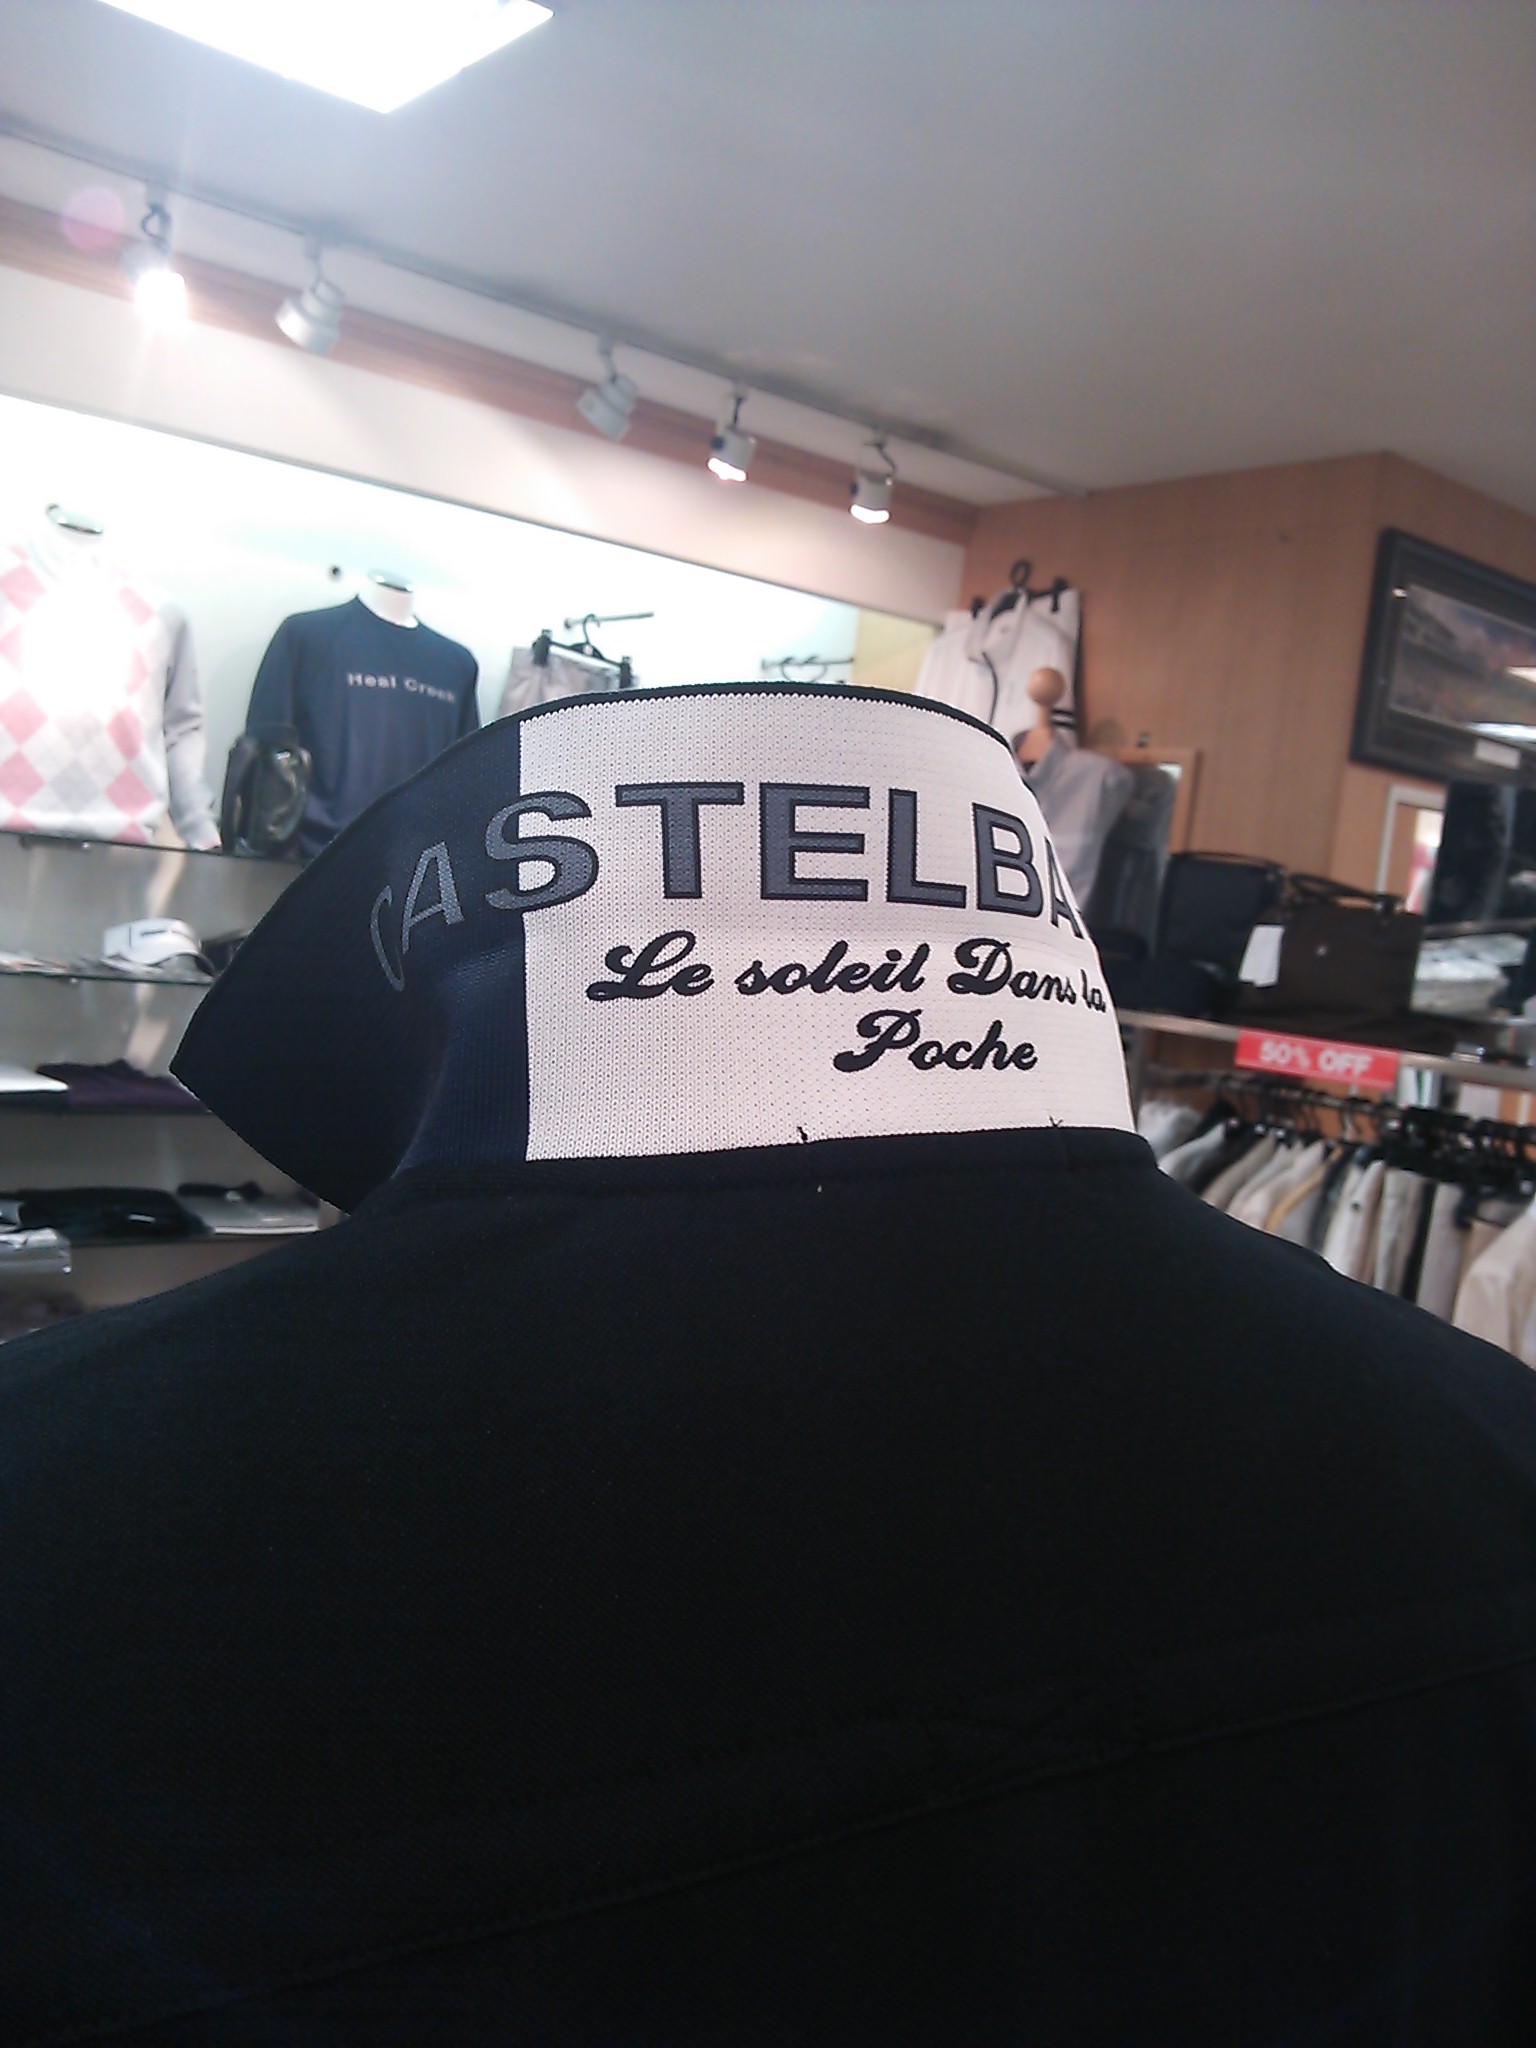 Heal Creek
CASTELBA
Le soleil Dans la
Poche
50% OFF